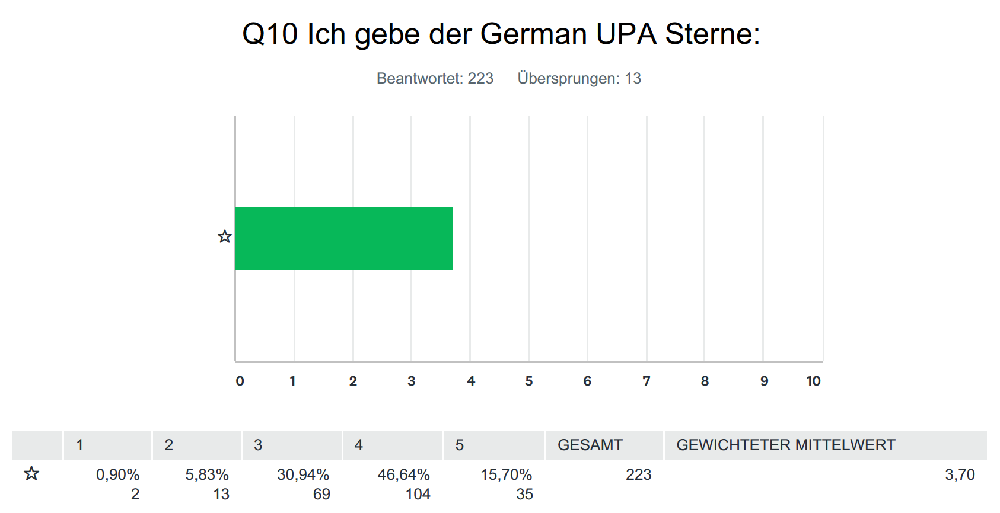 Q10 Ich gebe der German UPA Sterne:
Beantwortet: 223 Übersprungen: 13
0 1 2 3 4 5 6 7 8 9 10
1 2 3 4 5 GESAMT GEWICHTETER MITTELWERT
0,90% 5,83% 30,94% 46,64% 15,70% 223 3,70
2 13 69 104 35